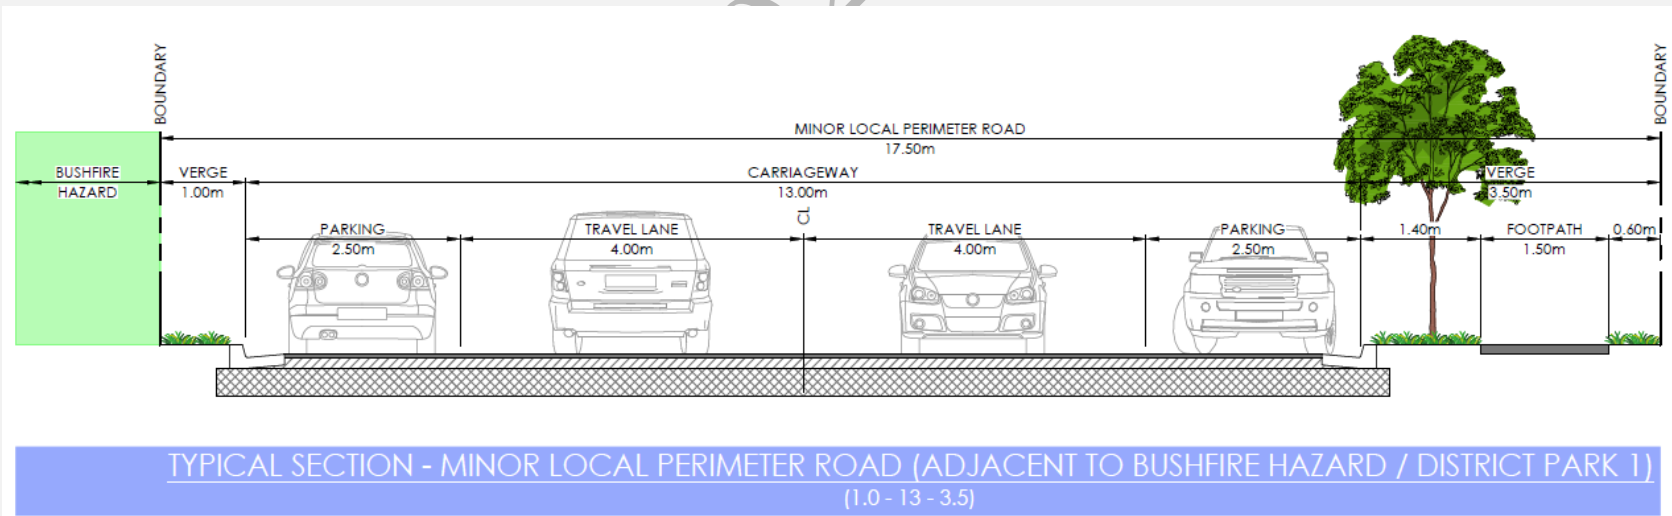 BOUNDARY
BOUNDARY
MINOR LOCAL PERIMETER ROAD
17.50m
BUSHFIRE
HAZARD
VERGE
1.00m
CARRIAGEWAY
13.00m
VERGE
3.50m
CL
PARKING
2.50m
TRAVEL LANE
4.00m
TRAVEL LANE
4.00m
PARKING
2.50m
1.40m
FOOTPATH
1.50m
0.60m
TYPICAL SECTION - MINOR LOCAL PERIMETER ROAD (ADJACENT TO BUSHFIRE HAZARD / DISTRICT PARK 1)
(1.0 - 13 - 3.5)